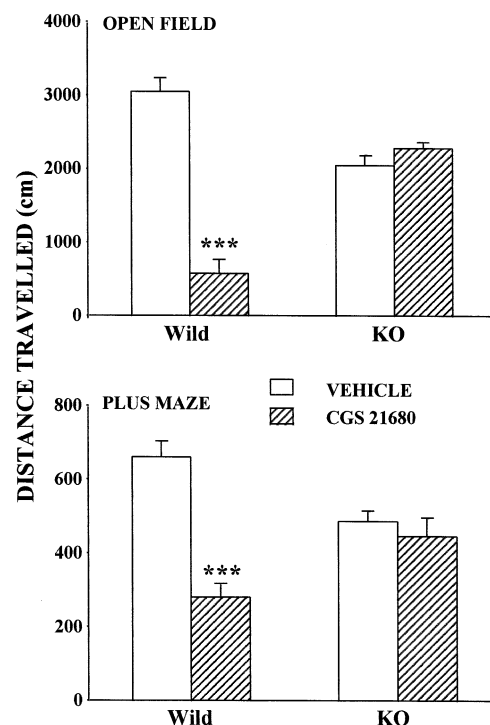 OPEN FIELD
4000
3000
2000
1000
0
***
Wild
KO
DISTANCE TRAVELLED (cm)
PLUS MAZE
VEHICLE
CGS 21680
800
600
400
200
0
***
Wild
KO